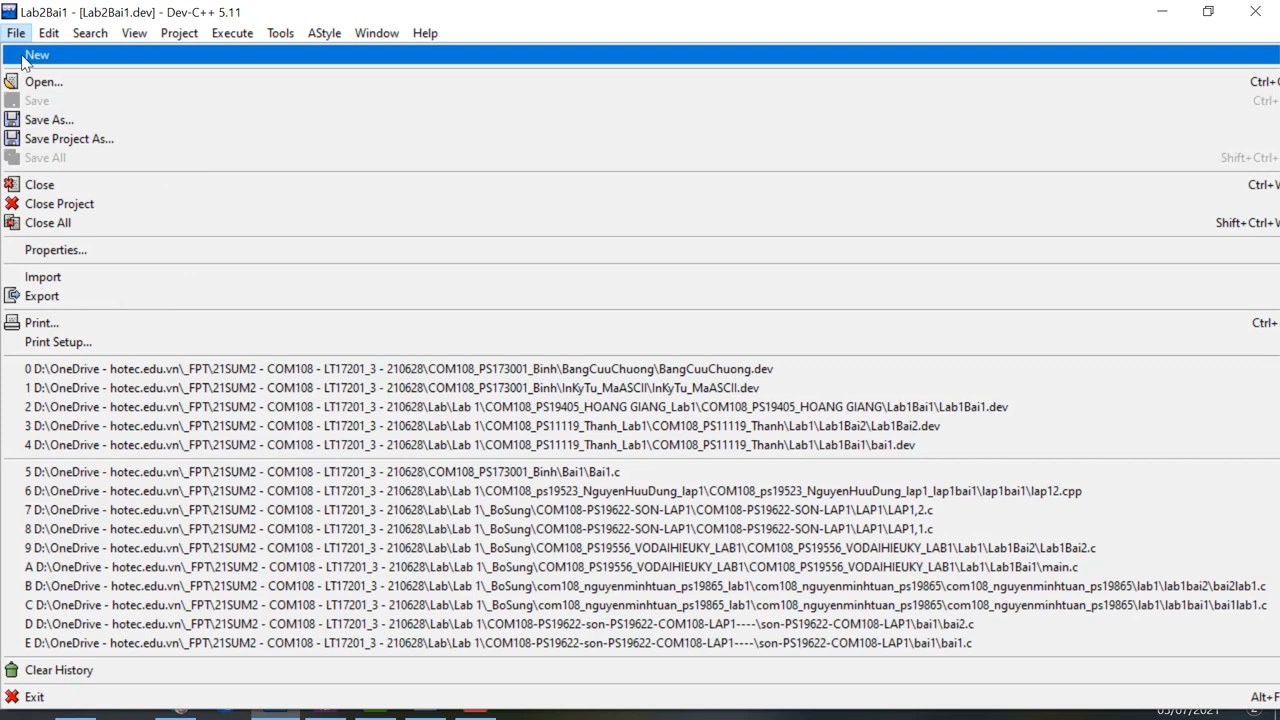 Lab2Bai1 - [Lab2Bai1.dev] - Dev-C++ 5.11
File Edit Search View Project Execute Tools AStyle Window Help
New
Open... Ctrl+
Save Ctrl+
Save As...
Save Project As...
Save All Shift+Ctrl+
Close Ctrl+W
Close Project
Close All Shift+Ctrl+W
Properties...
Import
Export
Print... Ctrl+
Print Setup...
0 D:\OneDrive - hotec.edu.vn\_FPT\21SUM2 - COM108 - LT17201_3 - 210628\COM108_PS173001_Binh\BangCuuChuong\BangCuuChuong.dev
1 D:\OneDrive - hotec.edu.vn\_FPT\21SUM2 - COM108 - LT17201_3 - 210628\COM108_PS173001_Binh\InKyTu_MaASCII\InKyTu_MaASCII.dev
2 D:\OneDrive - hotec.edu.vn\_FPT\21SUM2 - COM108 - LT17201_3 - 210628\Lab\Lab 1\COM108_PS19405_HOANG GIANG_Lab1\COM108_PS19405_HOANG GIANG\Lab1Bai1\Lab1Bai1.dev
3 D:\OneDrive - hotec.edu.vn\_FPT\21SUM2 - COM108 - LT17201_3 - 210628\Lab\Lab 1\COM108_PS11119_Thanh_Lab1\COM108_PS11119_Thanh\Lab1\Lab1Bai2\Lab1Bai2.dev
4 D:\OneDrive - hotec.edu.vn\_FPT\21SUM2 - COM108 - LT17201_3 - 210628\Lab\Lab 1\COM108_PS11119_Thanh_Lab1\COM108_PS11119_Thanh\Lab1\Lab1Bai1\bai1.dev
5 D:\OneDrive - hotec.edu.vn\_FPT\21SUM2 - COM108 - LT17201_3 - 210628\COM108_PS173001_Binh\Bai1\Bai1.c
6 D:\OneDrive - hotec.edu.vn\_FPT\21SUM2 - COM108 - LT17201_3 - 210628\Lab\Lab 1\COM108_ps19523_NguyenHuuDung_lap1\COM108_ps19523_NguyenHuuDung_lap1_lap1bai1\lap1bai1\lap12.cpp
7 D:\OneDrive - hotec.edu.vn\_FPT\21SUM2 - COM108 - LT17201_3 - 210628\Lab\Lab 1\_BoSung\COM108-PS19622-SON-LAP1\COM108-PS19622-SON-LAP1\LAP1\LAP1,2.c
8 D:\OneDrive - hotec.edu.vn\_FPT\21SUM2 - COM108 - LT17201_3 - 210628\Lab\Lab 1\_BoSung\COM108-PS19622-SON-LAP1\COM108-PS19622-SON-LAP1\LAP1\LAP1,1.c
9 D:\OneDrive - hotec.edu.vn\_FPT\21SUM2 - COM108 - LT17201_3 - 210628\Lab\Lab 1\_BoSung\COM108_PS19556_VODAIHIEUKY_LAB1\COM108_PS19556_VODAIHIEUKY_LAB1\Lab1\Lab1Bai2\Lab1Bai2.c
A D:\OneDrive - hotec.edu.vn\_FPT\21SUM2 - COM108 - LT17201_3 - 210628\Lab\Lab 1\_BoSung\COM108_PS19556_VODAIHIEUKY_LAB1\COM108_PS19556_VODAIHIEUKY_LAB1\Lab1\Lab1Bai1\main.c
B D:\OneDrive - hotec.edu.vn\_FPT\21SUM2 - COM108 - LT17201_3 - 210628\Lab\Lab 1\_BoSung\com108_nguyenminhtuan_ps19865_lab1\com108_nguyenminhtuan_ps19865\com108_nguyenminhtuan_ps19865\lab1\lab1bai2\bai2lab1.c
C D:\OneDrive - hotec.edu.vn\_FPT\21SUM2 - COM108 - LT17201_3 - 210628\Lab\Lab 1\_BoSung\com108_nguyenminhtuan_ps19865_lab1\com108_nguyenminhtuan_ps19865\com108_nguyenminhtuan_ps19865\lab1\lab1bai1\bai1lab1.c
D D:\OneDrive - hotec.edu.vn\_FPT\21SUM2 - COM108 - LT17201_3 - 210628\Lab\Lab 1\COM108-PS19622-son-PS19622-COM108-LAP1----\son-PS19622-COM108-LAP1\bai1\bai2.c
E D:\OneDrive - hotec.edu.vn\_FPT\21SUM2 - COM108 - LT17201_3 - 210628\Lab\Lab 1\COM108-PS19622-son-PS19622-COM108-LAP1----\son-PS19622-COM108-LAP1\bai1\bai1.c
Clear History
Exit Alt+F
05/07/2021